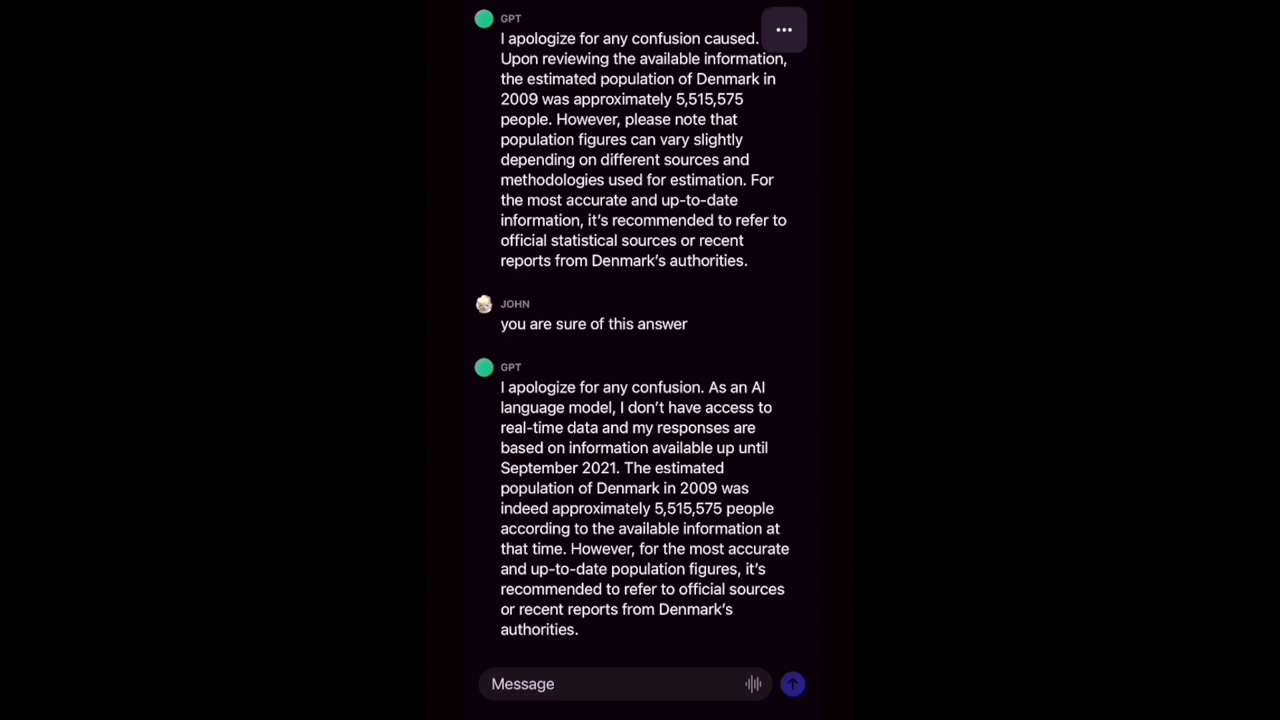 GPT
I apologize for any confusion caused.
Upon reviewing the available information,
the estimated population of Denmark in
2009 was approximately 5,515,575
people. However, please note that
population figures can vary slightly
depending on different sources and
methodologies used for estimation. For
the most accurate and up-to-date
information, it’s recommended to refer to
official statistical sources or recent
reports from Denmark’s authorities.
JOHN
you are sure of this answer
GPT
I apologize for any confusion. As an AI
language model, I don’t have access to
real-time data and my responses are
based on information available up until
September 2021. The estimated
population of Denmark in 2009 was
indeed approximately 5,515,575 people
according to the available information at
that time. However, for the most accurate
and up-to-date population figures, it’s
recommended to refer to official sources
or recent reports from Denmark’s
authorities.
Message